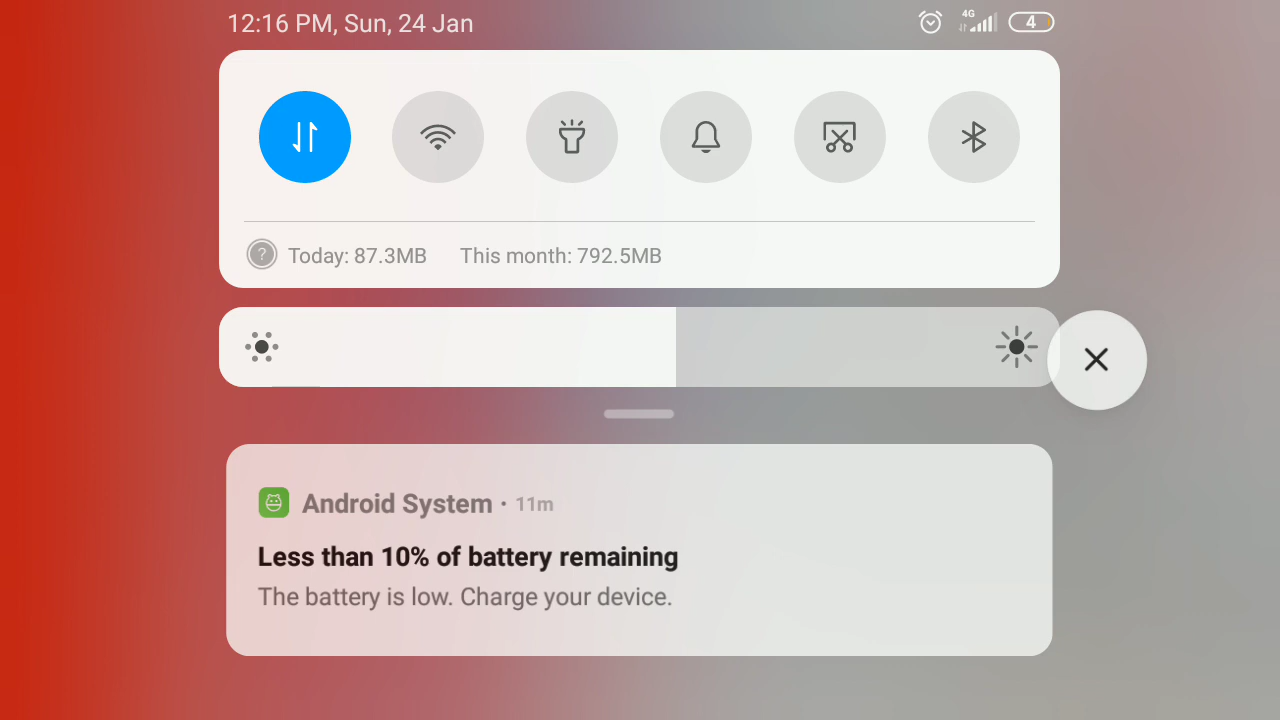 12:16 PM, Sun, 24 Jan
4G
4
Today: 87.3MB This month: 792.5MB
Android System • 11m
Less than 10% of battery remaining
The battery is low. Charge your device.